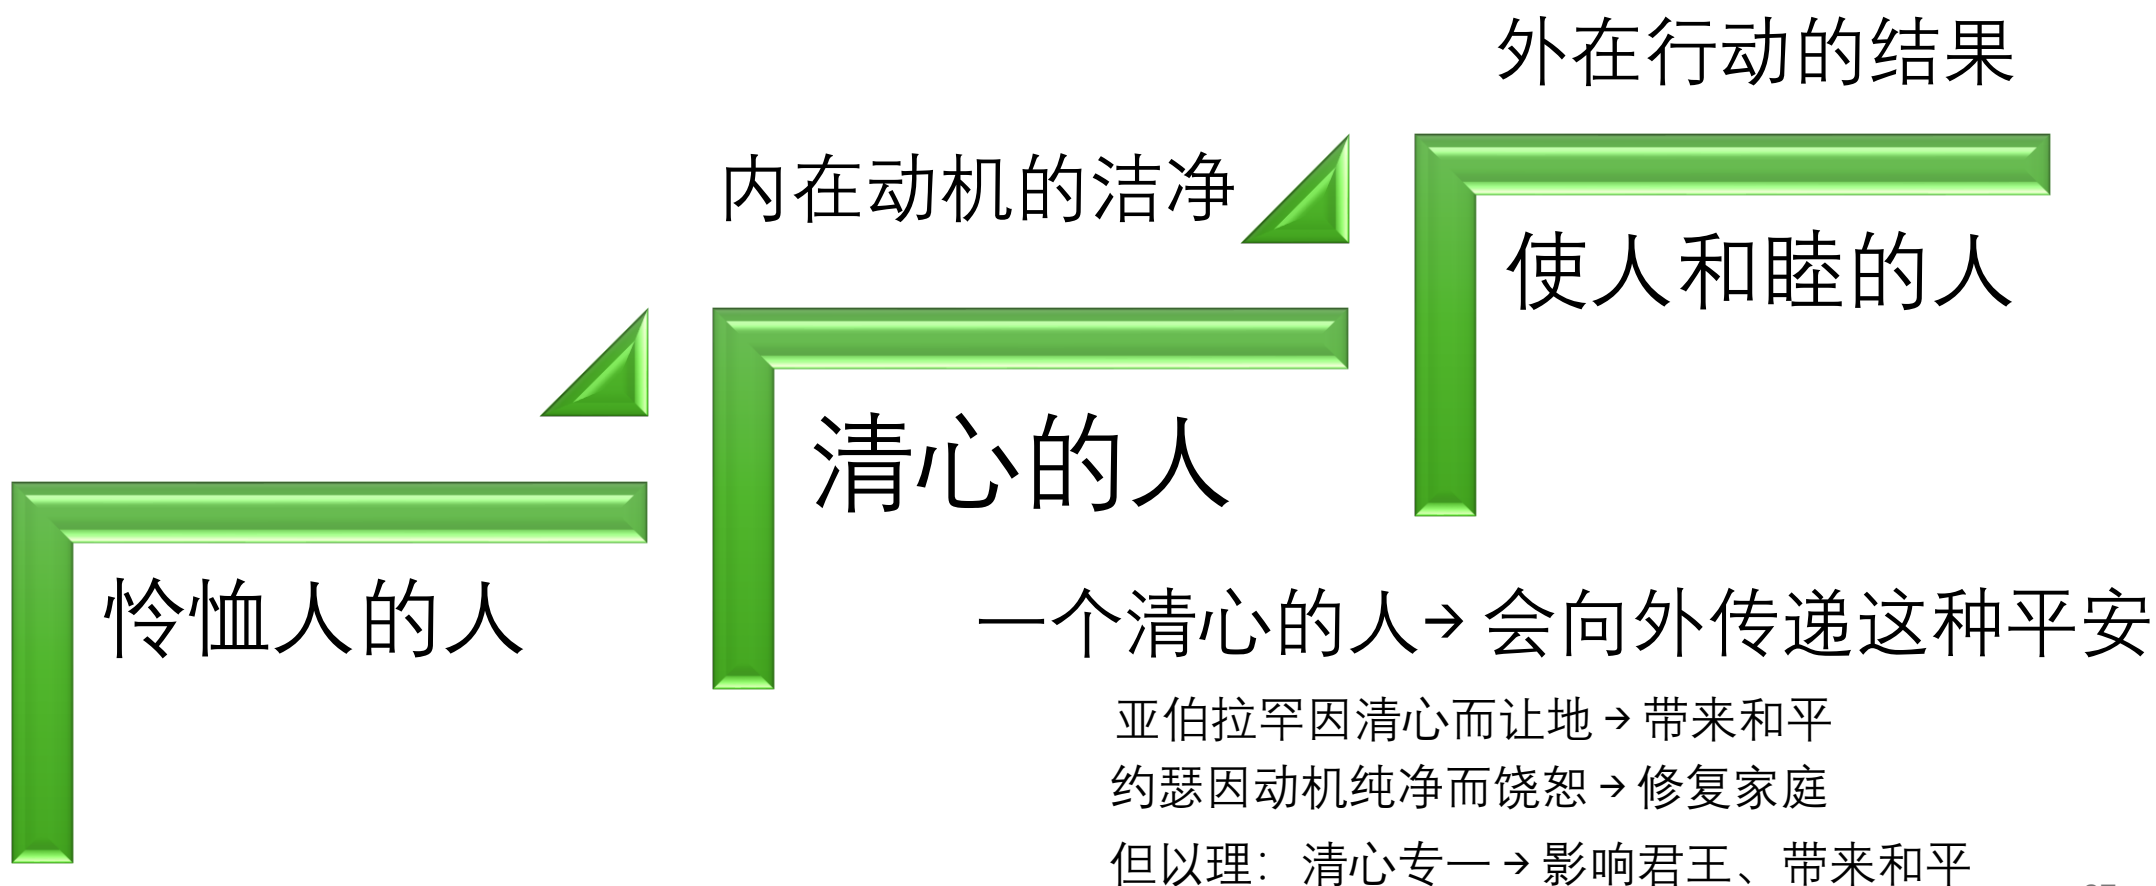 外在行动的结果
内在动机的洁净
使人和睦的人
清心的人
怜恤人的人
一个清心的人→ 会向外传递这种平安
亚伯拉罕因清心而让地 → 带来和平
约瑟因动机纯净而饶恕 → 修复家庭
但以理：清心专一 → 影响君王、带来和平